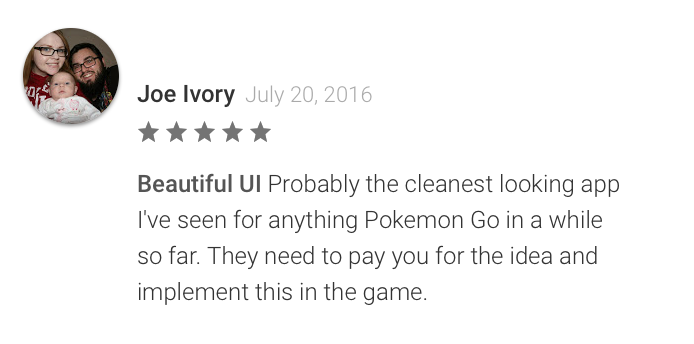 Joe Ivory July 20, 2016
Beautiful UI Probably the cleanest looking app
I've seen for anything Pokemon Go in a while
so far. They need to pay you for the idea and
implement this in the game.